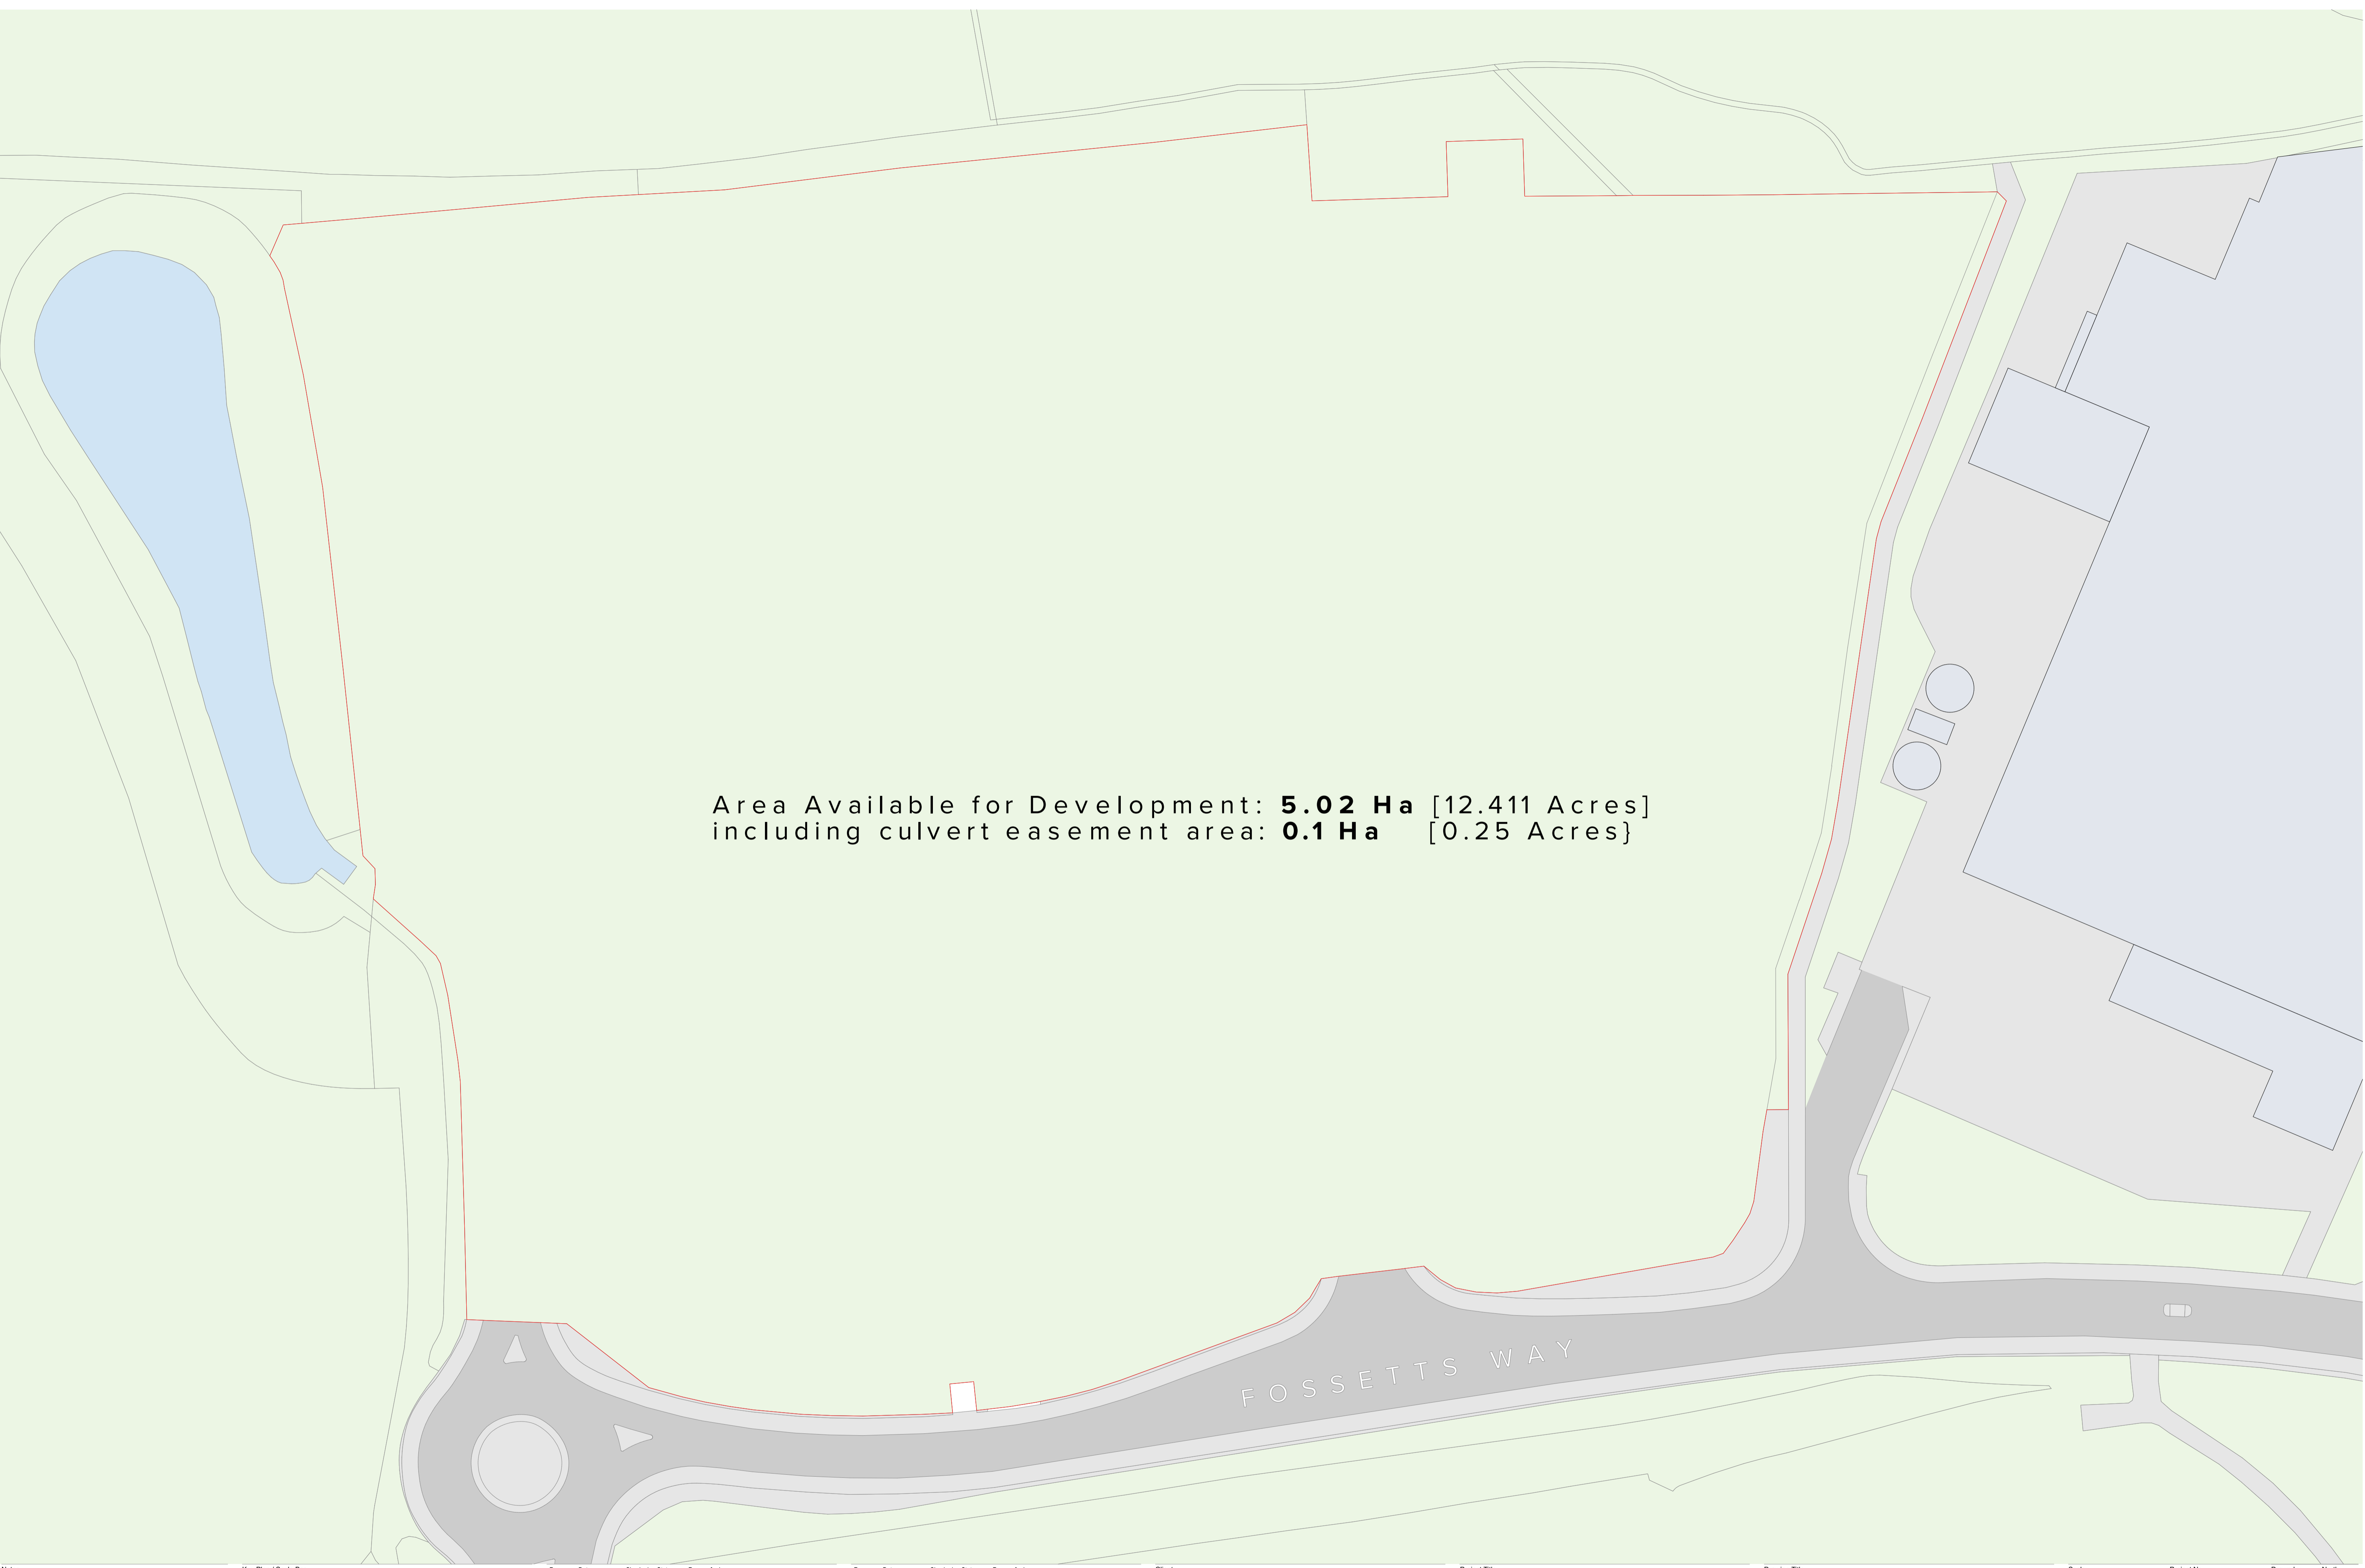 Area Available for Development: 5.02 Ha [12.411 Acres]
including culvert easement area: 0.1 Ha [0.25 Acres}
FOSSETTS WAY